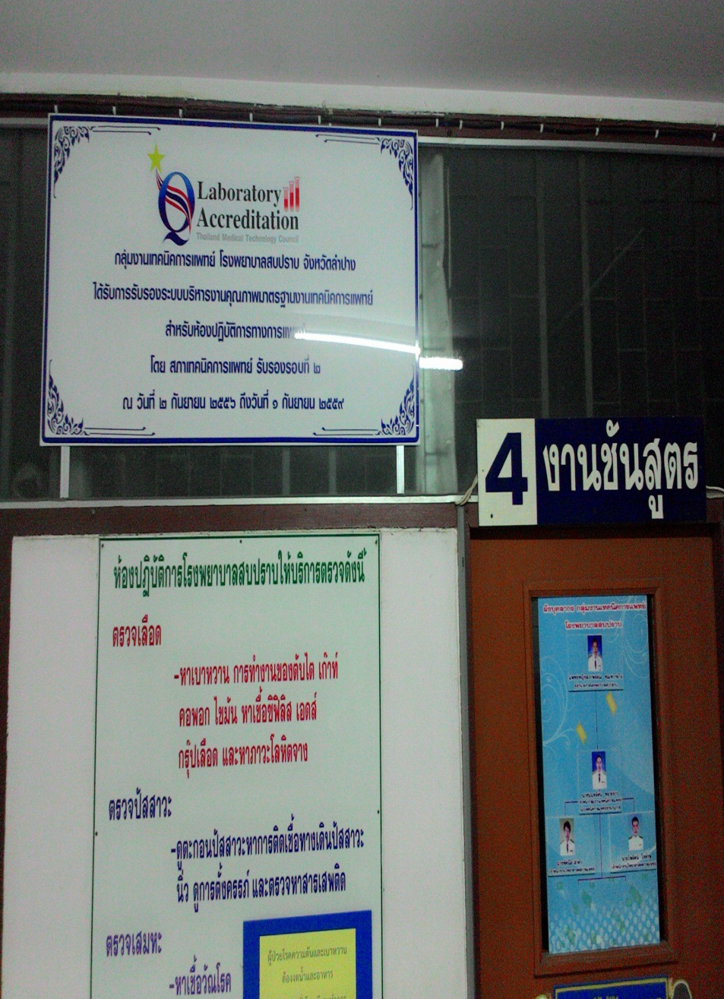 Laboratory
Accreditation
Thailand Medical Technology Council
กลุ่มงานเทคนิคการแพทย์ โรงพยาบาลสบปราบ จังหวัดลำปาง
ได้รับการรับรองระบบบริหารงานคุณภาพมาตรฐานงานเทคนิคการแพทย์
สำหรับห้องปฏิบัติการทางการแพทย์
โดย สภาเทคนิคการแพทย์ รับรองรอบที่ ๒
ณ วันที่ ๒ กันยายน ๒๕๕๖ ถึงวันที่ ๑ กันยายน ๒๕๕๙
4 งานชันสูตร
ห้องปฏิบัติการโรงพยาบาลสบปราบให้บริการตรวจดังนี้
ตรวจเลือด
-หาเบาหวาน การทำงานของตับไต เก๊าท์
คอพอก ไขมัน หาเชื้อซิฟิลิส เอดส์
กรุ๊ปเลือด และหาภาวะโลหิตจาง
ตรวจปัสสาวะ
-ดูตะกอนปัสสาวะหาการติดเชื้อทางเดินปัสสาวะ
นิ่ว ดูการตั้งครรภ์ และตรวจหาสารเสพติด
ตรวจเสมหะ
-หาเชื้อวัณโรค
ผู้ป่วยโรคความดันและเบาหวาน
ต้องงดน้ำและอาหาร
ผังบุคลากร กลุ่มงานเทคนิคการแพทย์
โรงพยาบาลสบปราบ